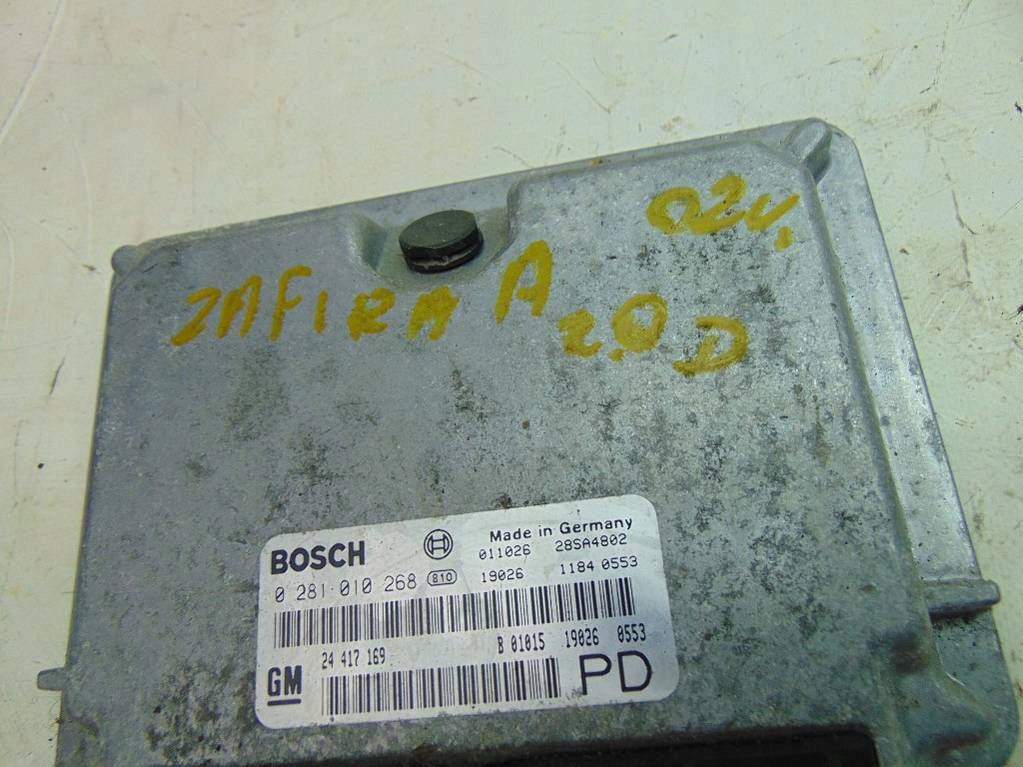 02v.
ZAFIRA A 2.0 D
BOSCH Made in Germany
011026 28SA4802
0 281 010 268 810 19026 1184 0553
24 417 169 B 01015 19026 0553
GM PD